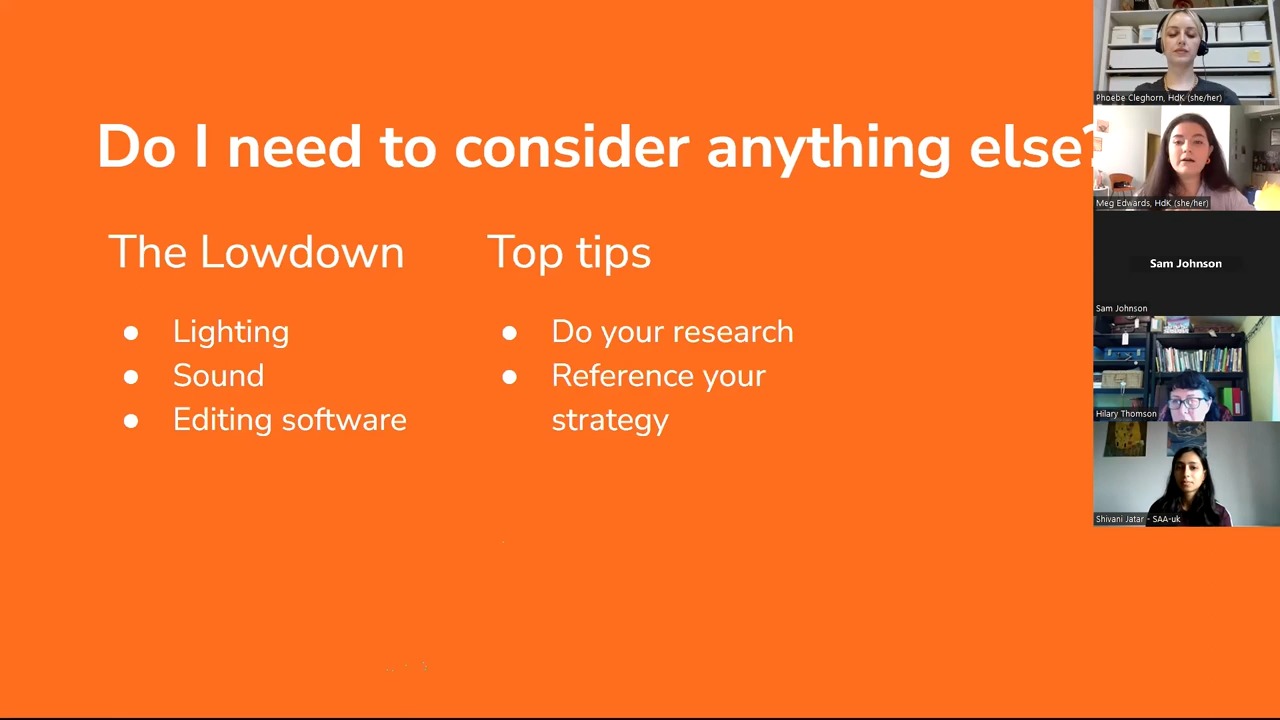 Do I need to consider anything else?
The Lowdown
Top tips
● Lighting
● Sound
● Editing software
● Do your research
● Reference your
strategy
Phoebe Cleghorn, HdK (she/her)
Meg Edwards, HdK (she/her)
Sam Johnson
Sam Johnson
Hilary Thomson
Shivani Jatar - SAA-uk